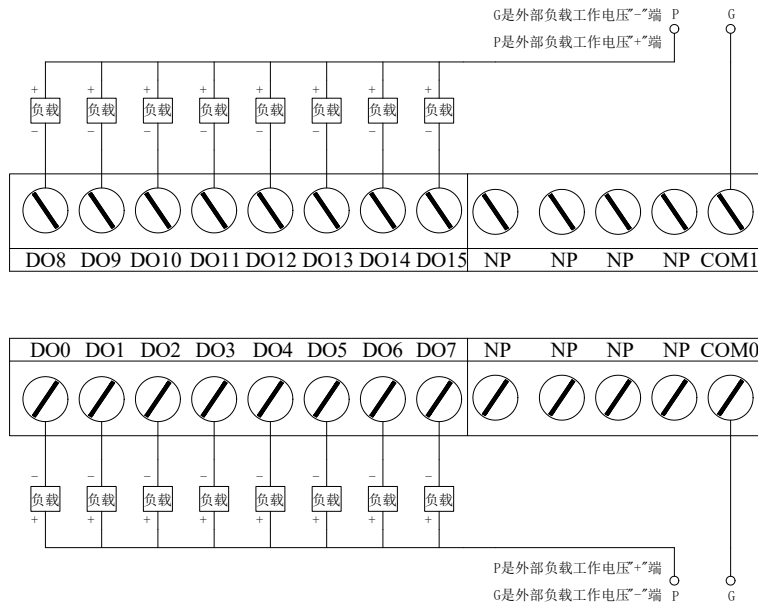 G是外部负载工作电压"-"端 P G
P是外部负载工作电压"+"端
+ + + + + + + +
负载 负载 负载 负载 负载 负载 负载 负载
- - - - - - - -
DO8 DO9 DO10 DO11 DO12 DO13 DO14 DO15 NP NP NP NP COM1
DO0 DO1 DO2 DO3 DO4 DO5 DO6 DO7 NP NP NP NP COM0
- - - - - - - -
负载 负载 负载 负载 负载 负载 负载 负载
+ + + + + + + +
P是外部负载工作电压"+"端
G是外部负载工作电压"-"端 P G